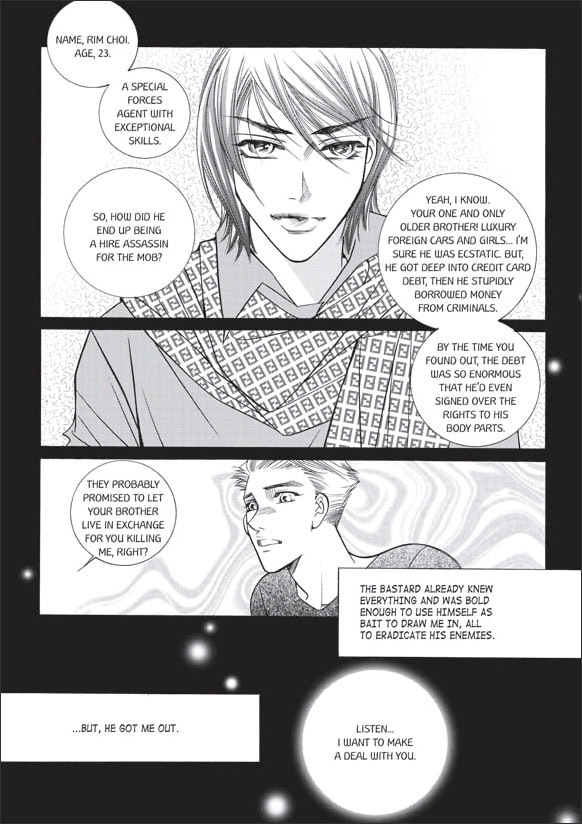 NAME, RIM CHOI.
AGE, 23.
A SPECIAL
FORCES
AGENT WITH
EXCEPTIONAL
SKILLS.
SO, HOW DID HE
END UP BEING
A HIRE ASSASSIN
FOR THE MOB?
YEAH, I KNOW.
YOUR ONE AND ONLY
OLDER BROTHER! LUXURY
FOREIGN CARS AND GIRLS... I'M
SURE HE WAS ECSTATIC. BUT,
HE GOT DEEP INTO CREDIT CARD
DEBT, THEN HE STUPIDLY
BORROWED MONEY
FROM CRIMINALS.
BY THE TIME YOU
FOUND OUT, THE DEBT
WAS SO ENORMOUS
THAT HE'D EVEN
SIGNED OVER THE
RIGHTS TO HIS
BODY PARTS.
THEY PROBABLY
PROMISED TO LET
YOUR BROTHER
LIVE IN EXCHANGE
FOR YOU KILLING
ME, RIGHT?
THE BASTARD ALREADY KNEW
EVERYTHING AND WAS BOLD
ENOUGH TO USE HIMSELF AS
BAIT TO DRAW ME IN, ALL
TO ERADICATE HIS ENEMIES.
...BUT, HE GOT ME OUT.
LISTEN...
I WANT TO MAKE
A DEAL WITH YOU.